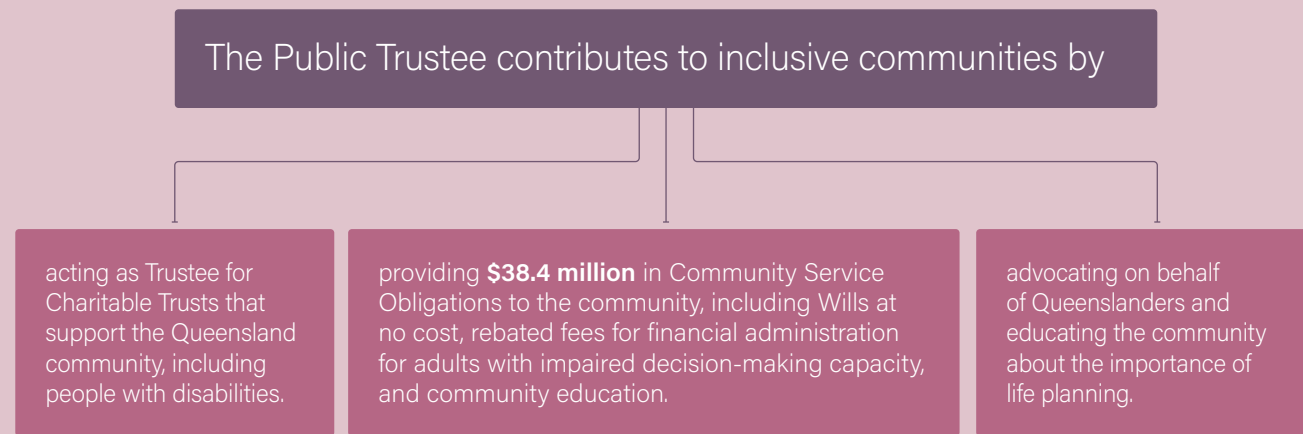 The Public Trustee contributes to inclusive communities by
acting as Trustee for
Charitable Trusts that
support the Queensland
community, including
people with disabilities.
providing $38.4 million in Community Service
Obligations to the community, including Wills at
no cost, rebated fees for financial administration
for adults with impaired decision-making capacity,
and community education.
advocating on behalf
of Queenslanders and
educating the community
about the importance of
life planning.